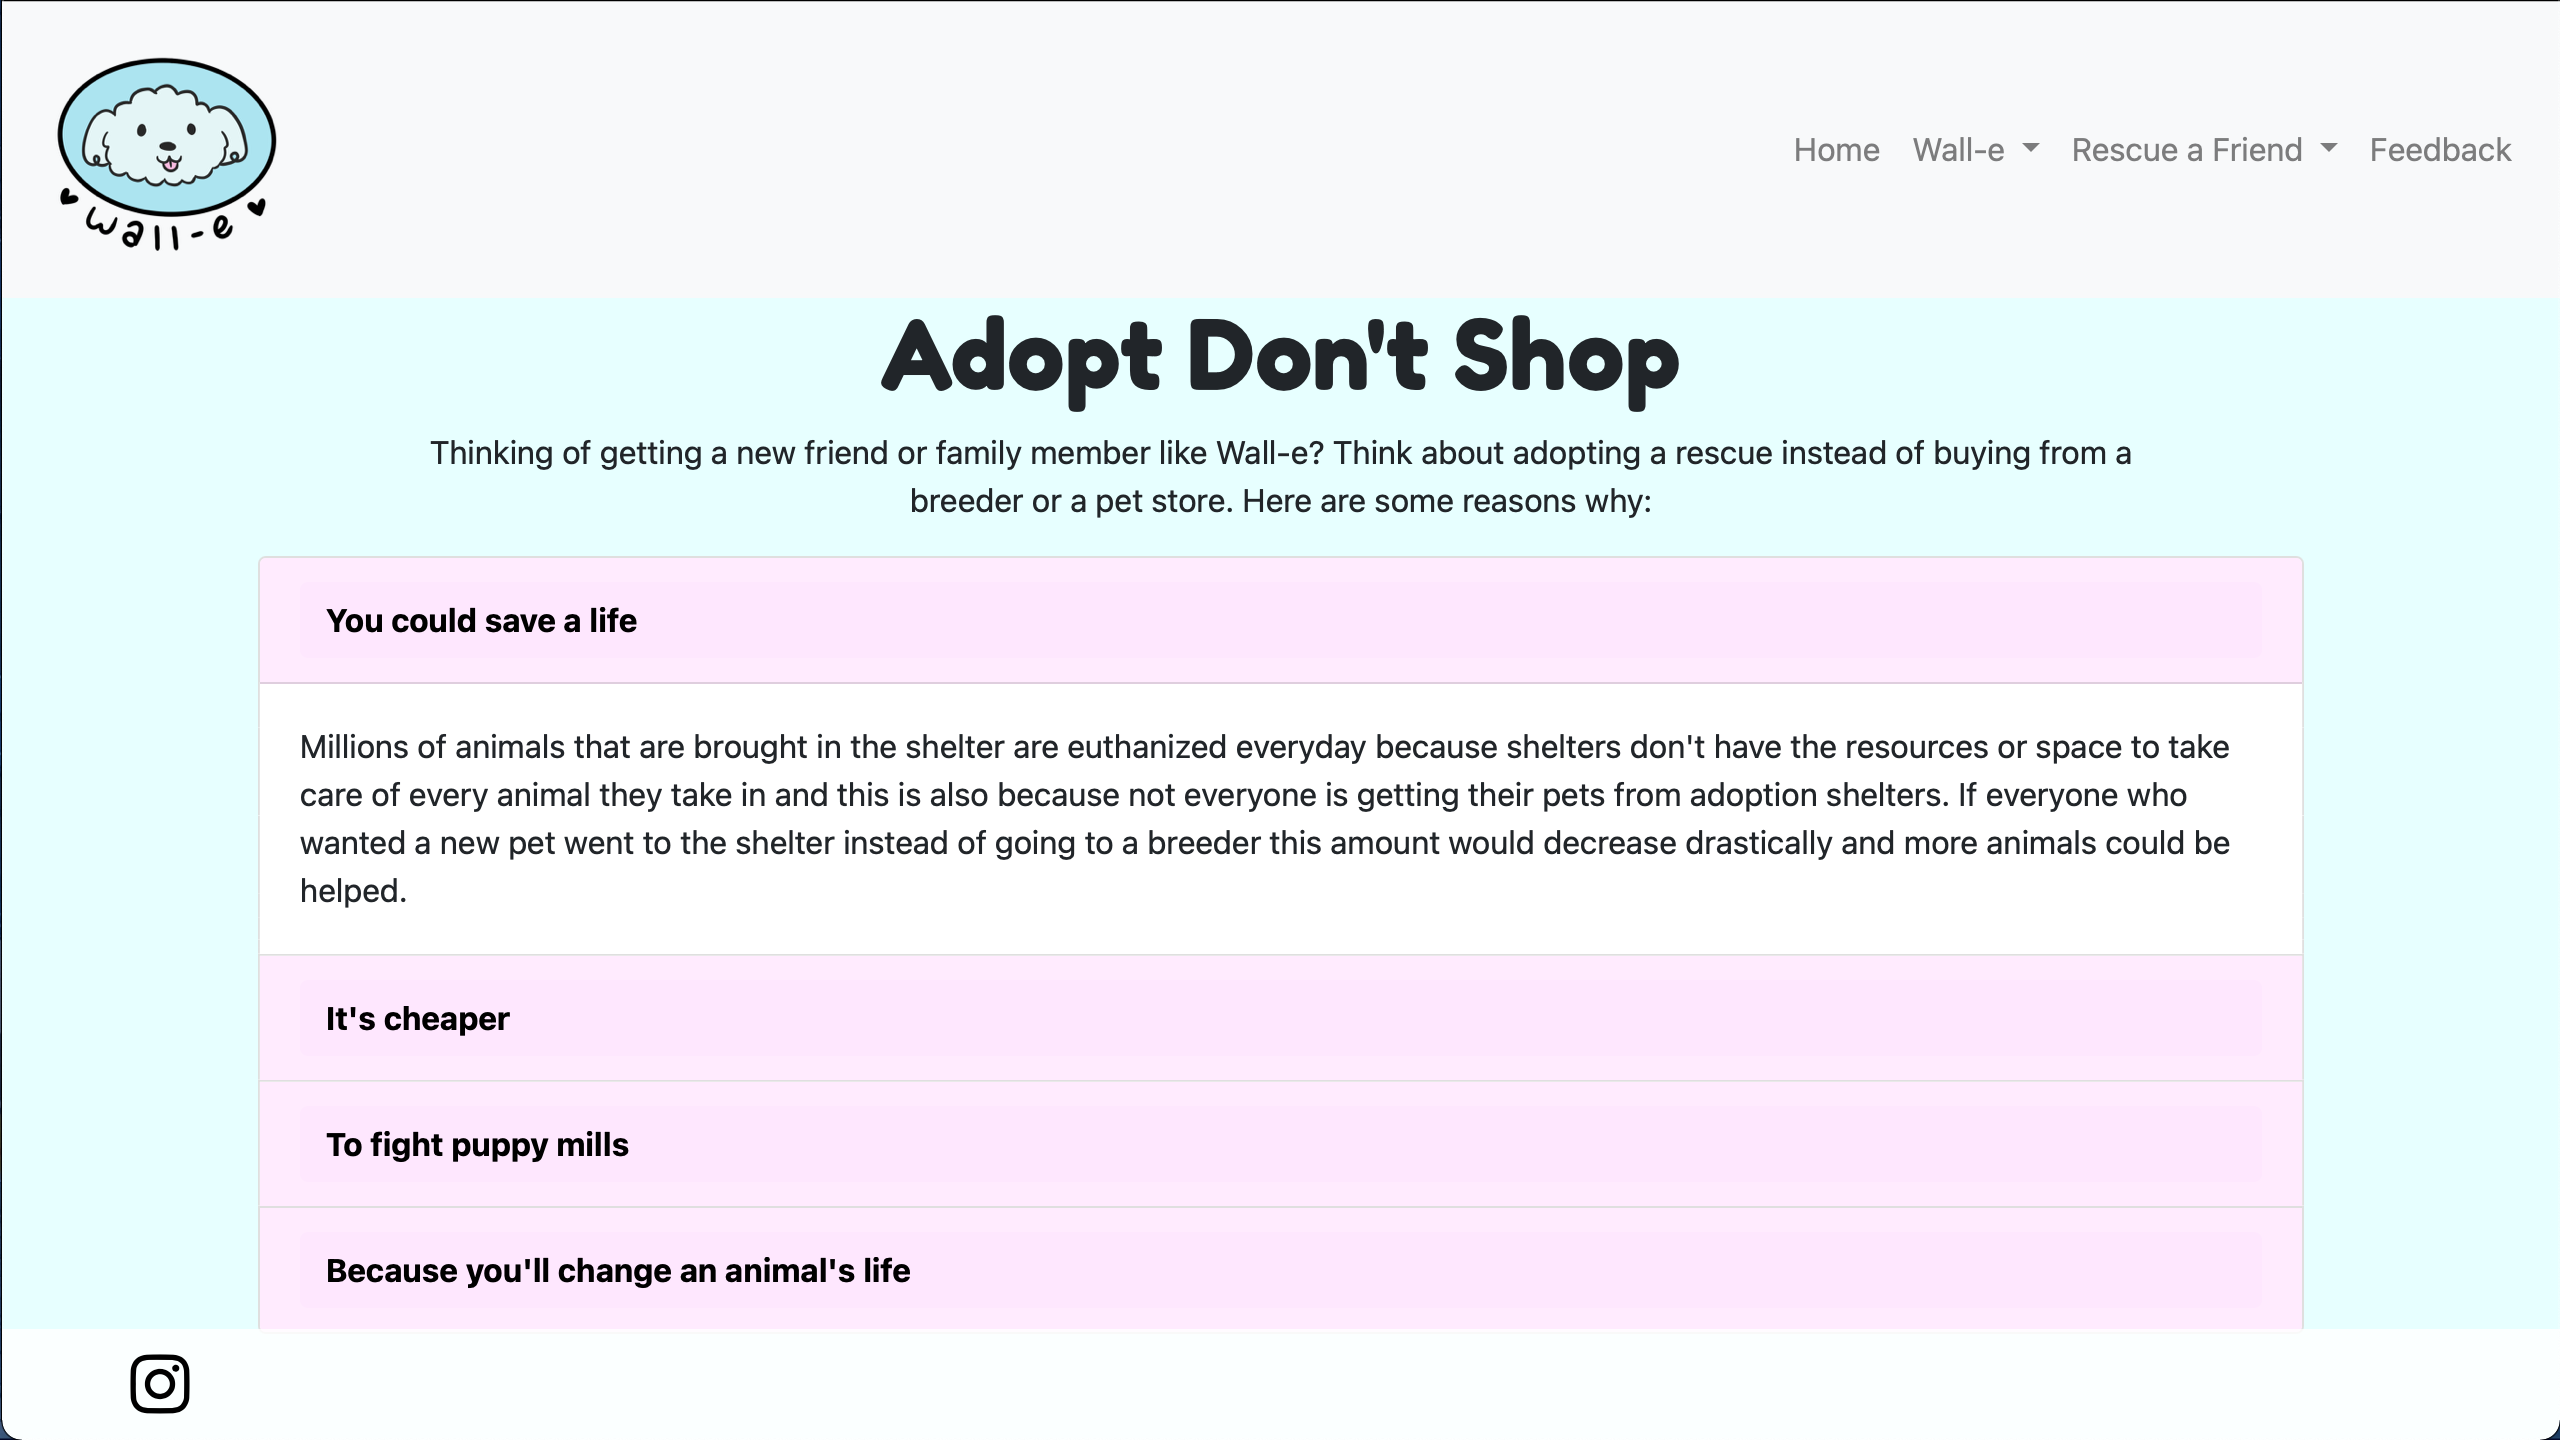 wall-e
Home Wall-e Rescue a Friend Feedback
Adopt Don't Shop
Thinking of getting a new friend or family member like Wall-e? Think about adopting a rescue instead of buying from a
breeder or a pet store. Here are some reasons why:
You could save a life
Millions of animals that are brought in the shelter are euthanized everyday because shelters don't have the resources or space to take
care of every animal they take in and this is also because not everyone is getting their pets from adoption shelters. If everyone who
wanted a new pet went to the shelter instead of going to a breeder this amount would decrease drastically and more animals could be
helped.
It's cheaper
To fight puppy mills
Because you'll change an animal's life